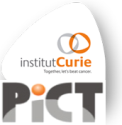 institutCurie
Together, let's beat cancer.
PiCT